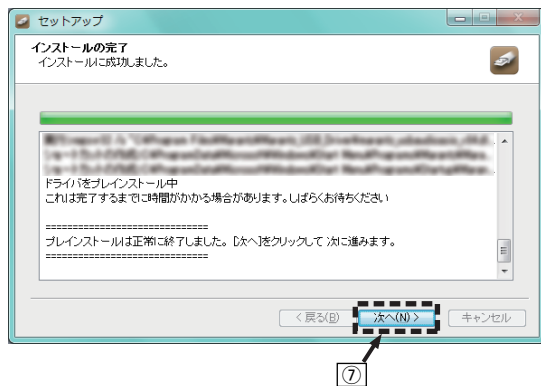 セットアップ
インストールの完了
インストールに成功しました。
ドライバをプレインストール中
これは完了するまでに時間がかかる場合があります。しばらくお待ちください
============================
プレインストールは正常に終了しました。[次へ]をクリックして 次に進みます。
============================
< 戻る(B)
次へ(N) >
キャンセル
⑦